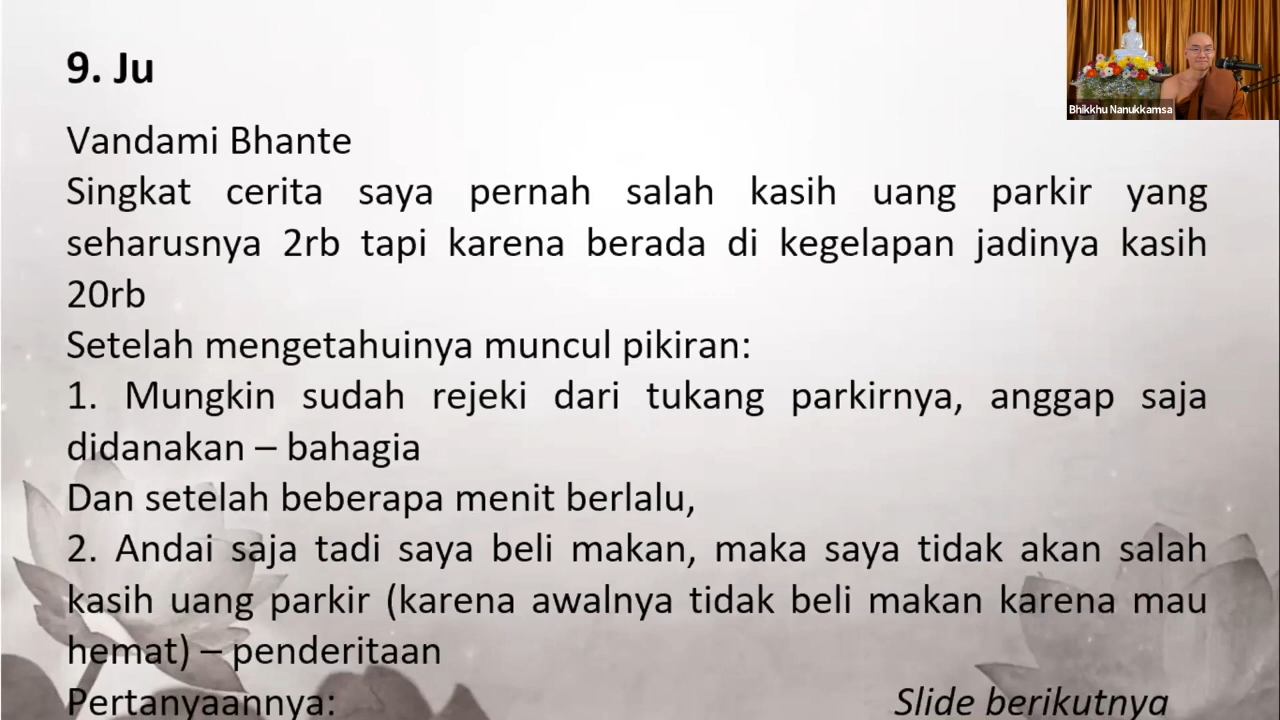 9. Ju
Bhikkhu Nanukkamsa
Vandami Bhante
Singkat cerita saya pernah salah kasih uang parkir yang
seharusnya 2rb tapi karena berada di kegelapan jadinya kasih
20rb
Setelah mengetahuinya muncul pikiran:
1. Mungkin sudah rejeki dari tukang parkirnya, anggap saja
didanakan – bahagia
Dan setelah beberapa menit berlalu,
2. Andai saja tadi saya beli makan, maka saya tidak akan salah
kasih uang parkir (karena awalnya tidak beli makan karena mau
hemat) – penderitaan
Pertanyaannya:
Slide berikutnya